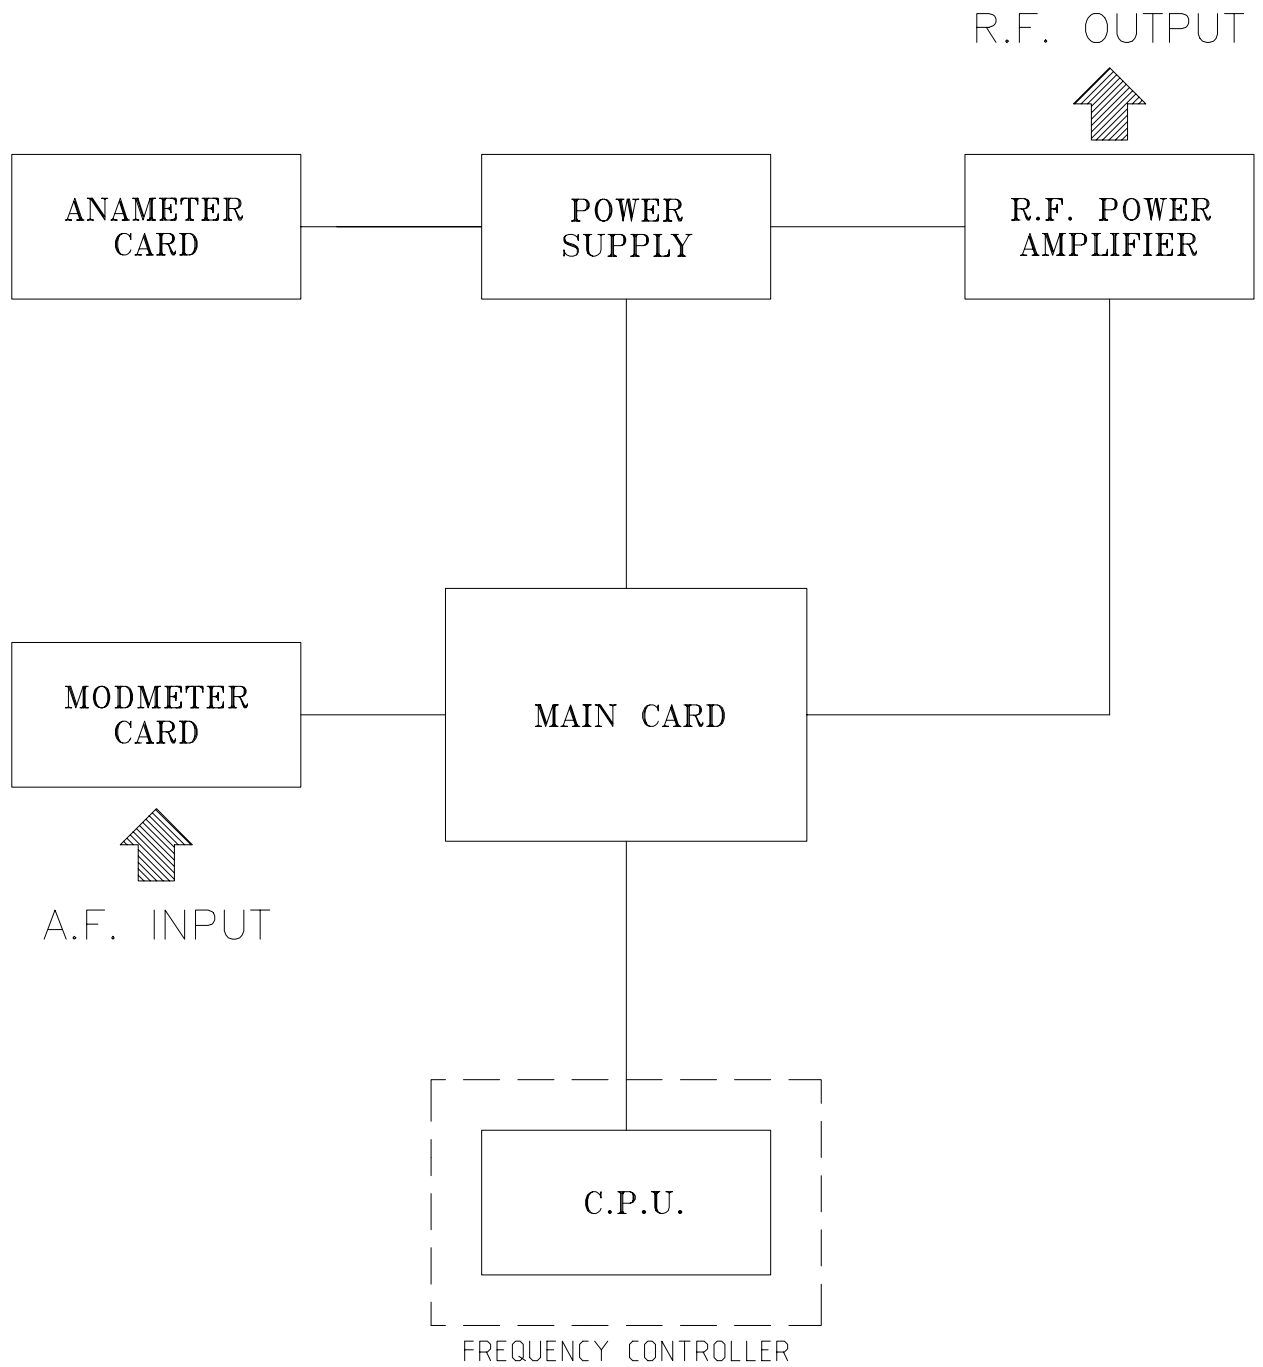 R.F. OUTPUT
ANAMETER
CARD
POWER
SUPPLY
R.F. POWER
AMPLIFIER
MODMETER
CARD
MAIN CARD
A.F. INPUT
C.P.U.
FREQUENCY CONTROLLER